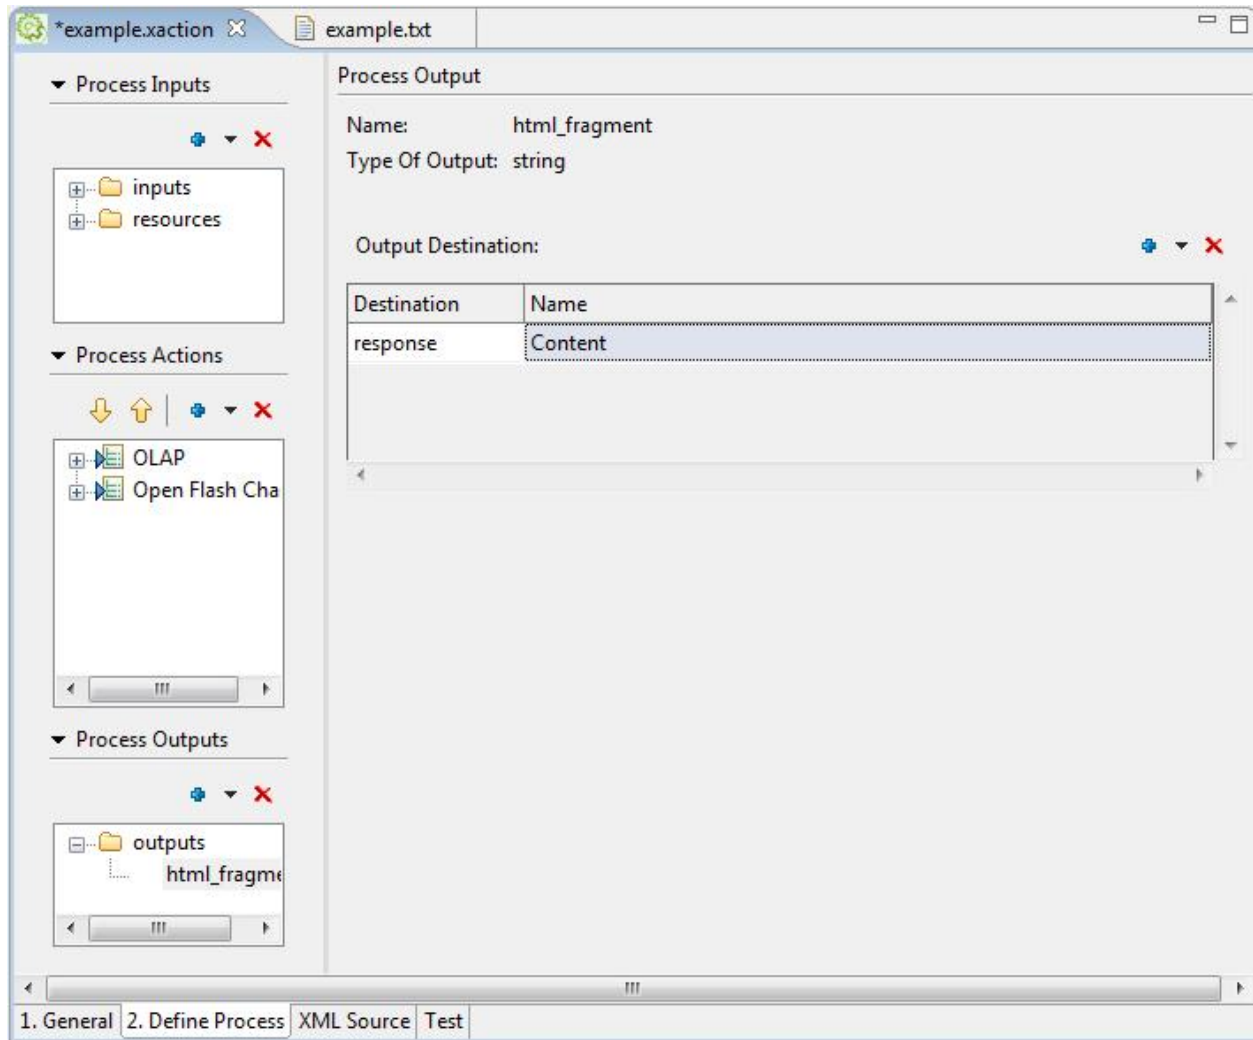 *example.xaction
example.txt
Process Inputs
inputs
resources
Process Actions
OLAP
Open Flash Cha
Process Outputs
outputs
html_fragme
Process Output
Name: html_fragment
Type Of Output: string
Output Destination:
Destination Name
response Content
1. General 2. Define Process XML Source Test